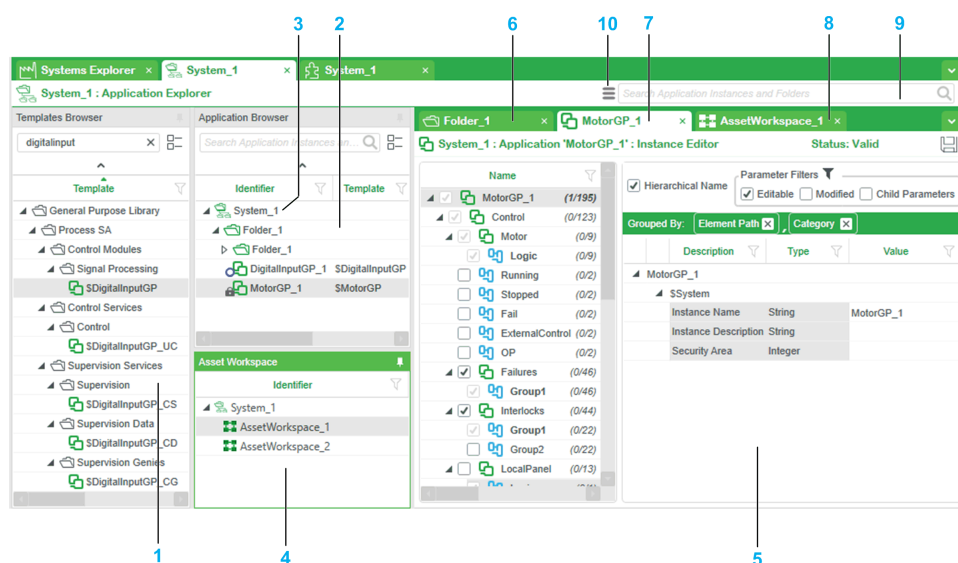 3 2 6 10 7 8 9
Systems Explorer × System_1 × System_1 ×
System_1 : Application Explorer
Search Application Instances and Folders
Templates Browser
digitalinput
Template
General Purpose Library
Process SA
Control Modules
Signal Processing
$DigitalInputGP
Control Services
Control
$DigitalInputGP_UC
Supervision Services
Supervision
$DigitalInputGP_CS
Supervision Data
$DigitalInputGP_CD
Supervision Genies
$DigitalInputGP_CG
Application Browser
Search Application Instances an...
Identifier Template
System_1
Folder_1
Folder_1
DigitalInputGP_1 $DigitalInputGP
MotorGP_1 $MotorGP
Asset Workspace
Identifier
System_1
AssetWorkspace_1
AssetWorkspace_2
Folder_1 × MotorGP_1 × AssetWorkspace_1 ×
System_1 : Application 'MotorGP_1' : Instance Editor Status: Valid
Name
MotorGP_1 (1/195)
Control (0/123)
Motor (0/9)
Logic (0/9)
Running (0/2)
Stopped (0/2)
Fail (0/2)
ExternalControl (0/2)
OP (0/2)
Failures (0/46)
Group1 (0/46)
Interlocks (0/44)
Group1 (0/22)
Group2 (0/22)
LocalPanel (0/13)
Hierarchical Name
Parameter Filters
Editable Modified Child Parameters
Grouped By: Element Path , Category
Description Type Value
MotorGP_1
$System
Instance Name String MotorGP_1
Instance Description String
Security Area Integer
1 4 5